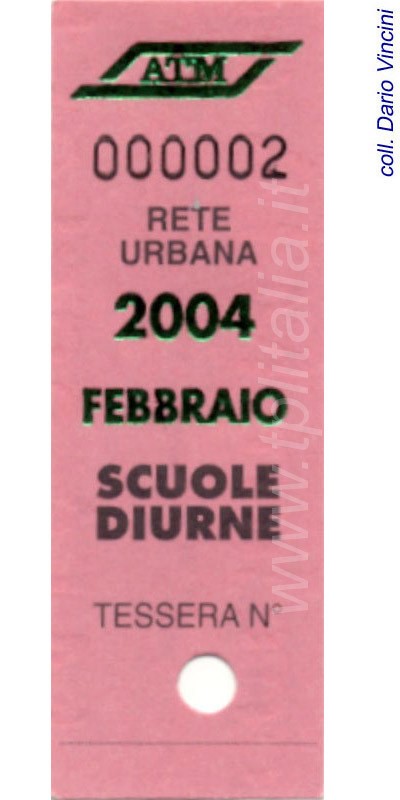 ATM
000002
RETE
URBANA
2004
FEBBRAIO
SCUOLE
DIURNE
TESSERA N°
www.tplitalia.it
coll. Dario Vincini